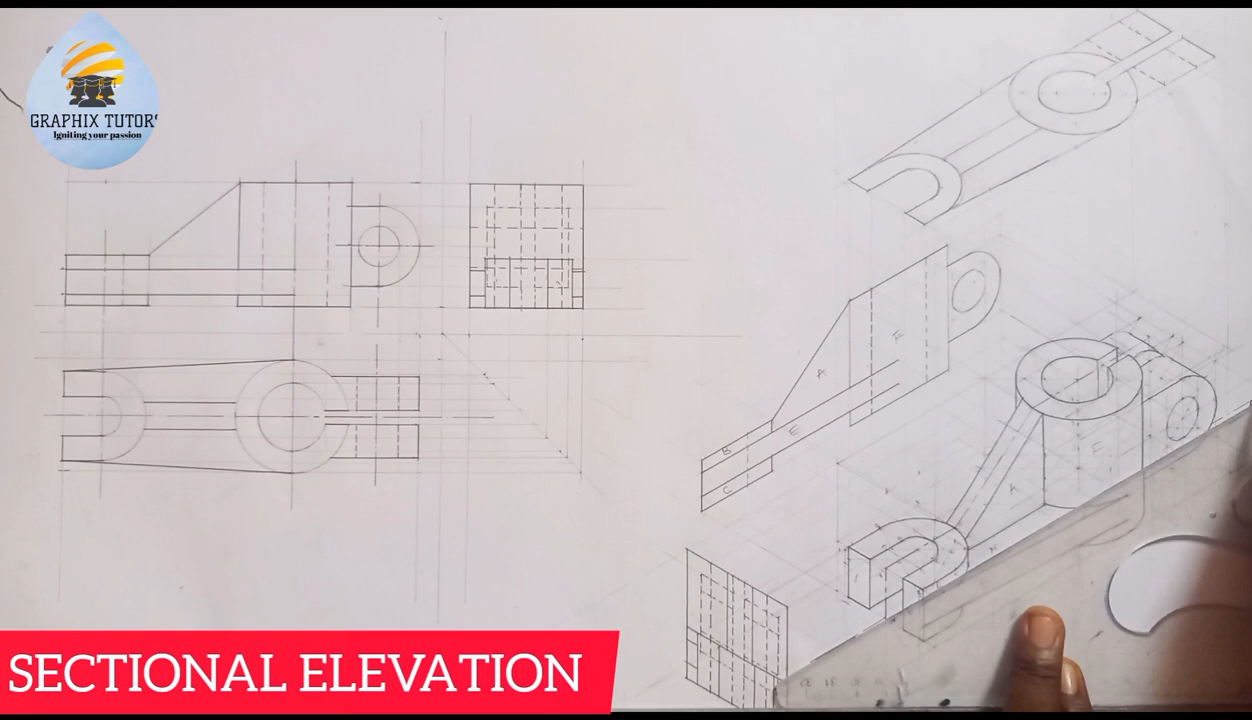 GRAPHIX TUTORS
Igniting your passion
F
A
B
E
C
E
A
SECTIONAL ELEVATION